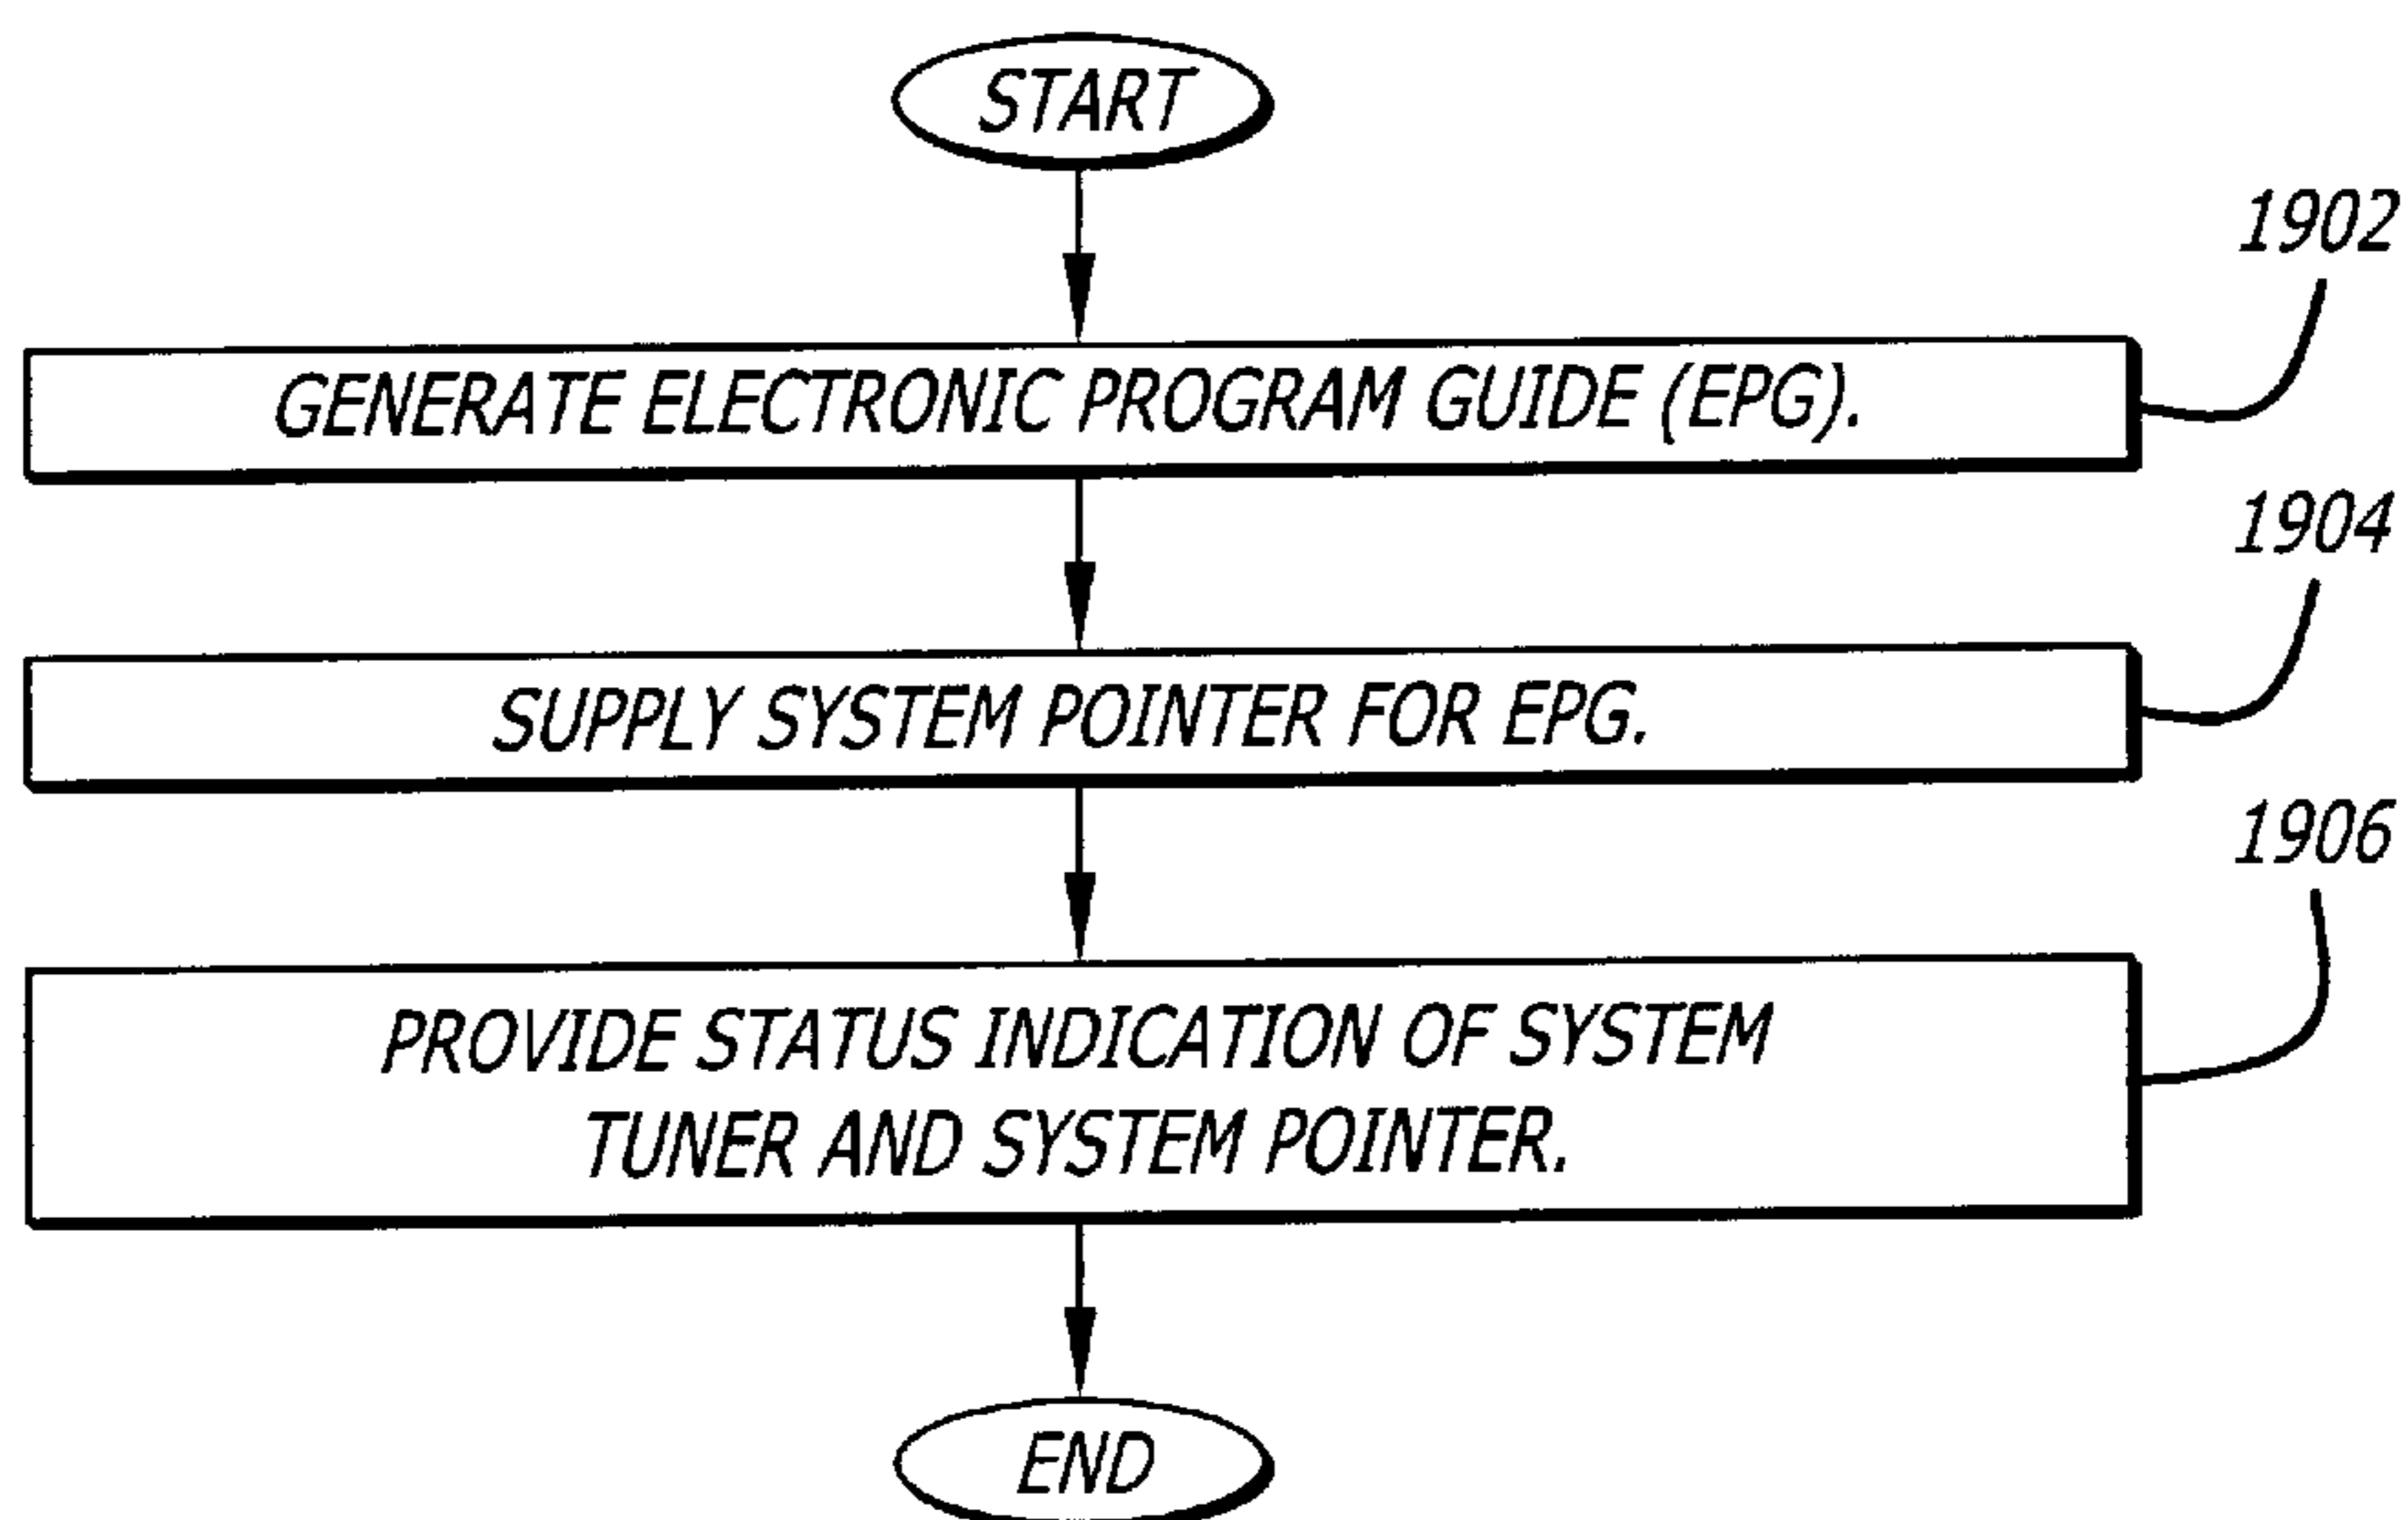 START
1902
GENERATE ELECTRONIC PROGRAM GUIDE (EPG).
1904
SUPPLY SYSTEM POINTER FOR EPG.
1906
PROVIDE STATUS INDICATION OF SYSTEM
TUNER AND SYSTEM POINTER.
END